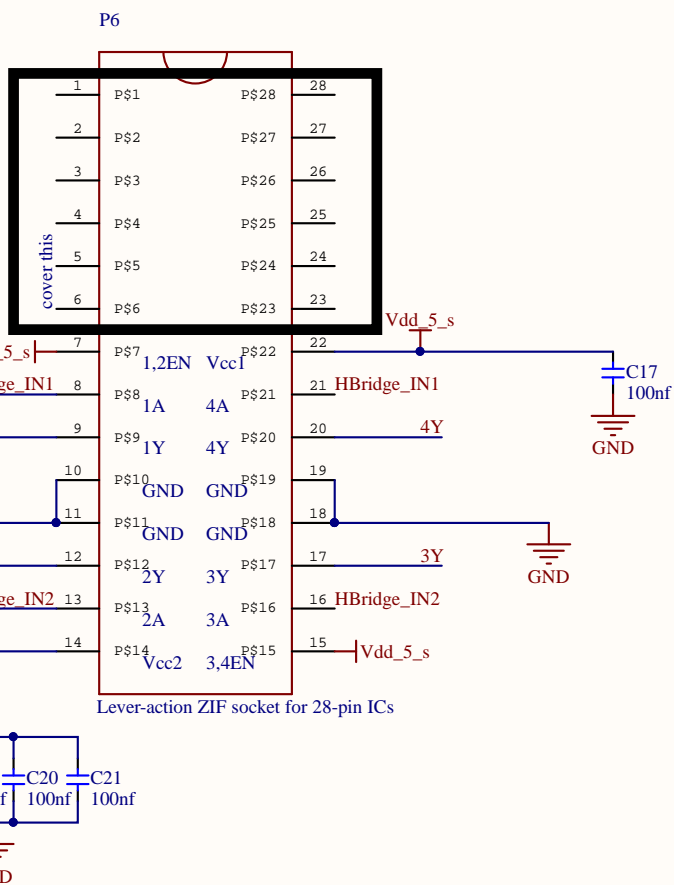 P6
1 P$1 P$28 28
2 P$2 P$27 27
3 P$3 P$26 26
4 P$4 P$25 25
5 P$5 P$24 24
6 P$6 P$23 23
cover this
Vdd_5_s
_5_s 7 P$7 1,2EN Vcc1 P$22 22
C17
100nf
GND
ge_IN1 8 P$8 1A 4A P$21 21 HBridge_IN1
9 P$9 1Y 4Y P$20 20 4Y
10 P$10 GND GND P$19 19
11 P$11 GND GND P$18 18
GND
12 P$12 2Y 3Y P$17 17 3Y
ge_IN2 13 P$13 2A 3A P$16 16 HBridge_IN2
14 P$14 Vcc2 3,4EN P$15 15 Vdd_5_s
Lever-action ZIF socket for 28-pin ICs
C20 C21
f 100nf 100nf
D